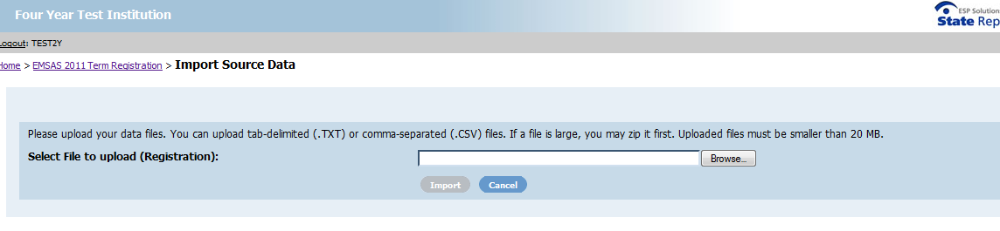 Four Year Test Institution
ESP Solution
State Rep
Logout: TEST2Y
Home > EMSAS 2011 Term Registration > Import Source Data
Please upload your data files. You can upload tab-delimited (.TXT) or comma-separated (.CSV) files. If a file is large, you may zip it first. Uploaded files must be smaller than 20 MB.
Select File to upload (Registration): Browse...
Import Cancel